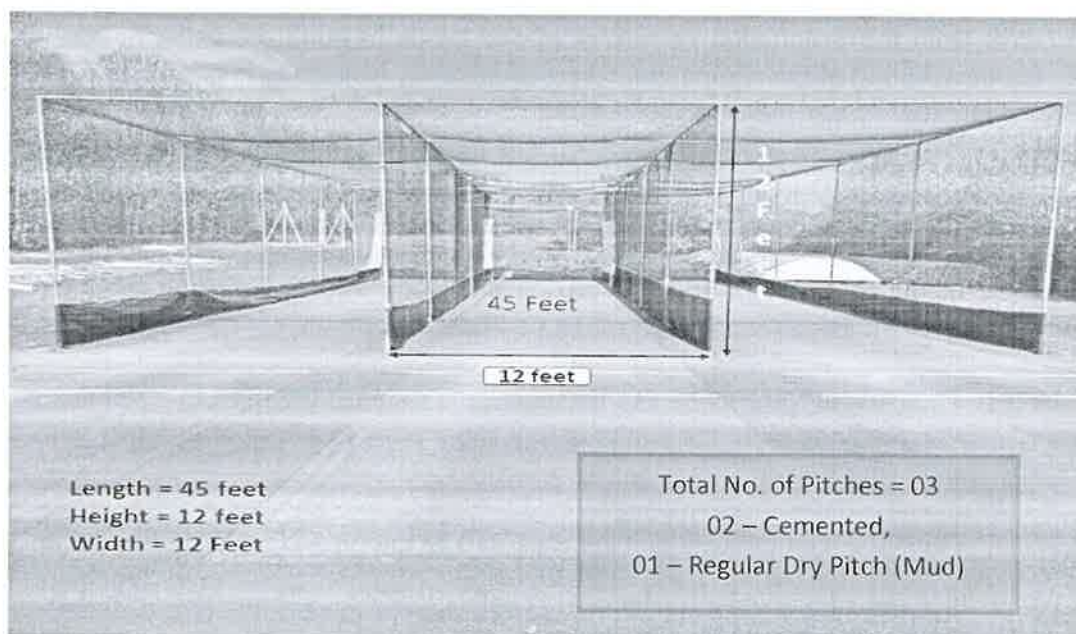 45 Feet
12 feet
Length = 45 feet
Height = 12 feet
Width = 12 Feet
Total No. of Pitches = 03
02 – Cemented,
01 – Regular Dry Pitch (Mud)